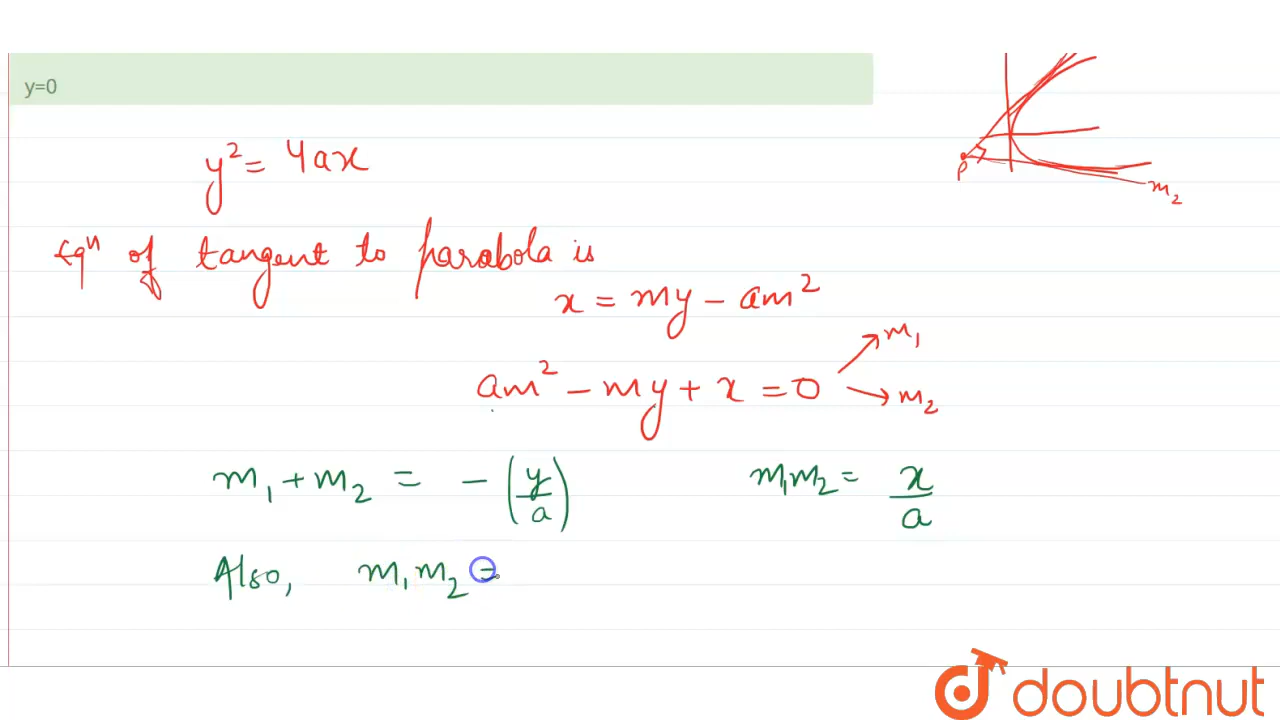 y=0
P
m₂
y² = 4ax
Eqⁿ of tangent to parabola is
x = my - am²
am² - my + x = 0
m₁
m₂
m₁ + m₂ = - (y/a)
m₁m₂ = x/a
Also, m₁m₂ =
doubtnut